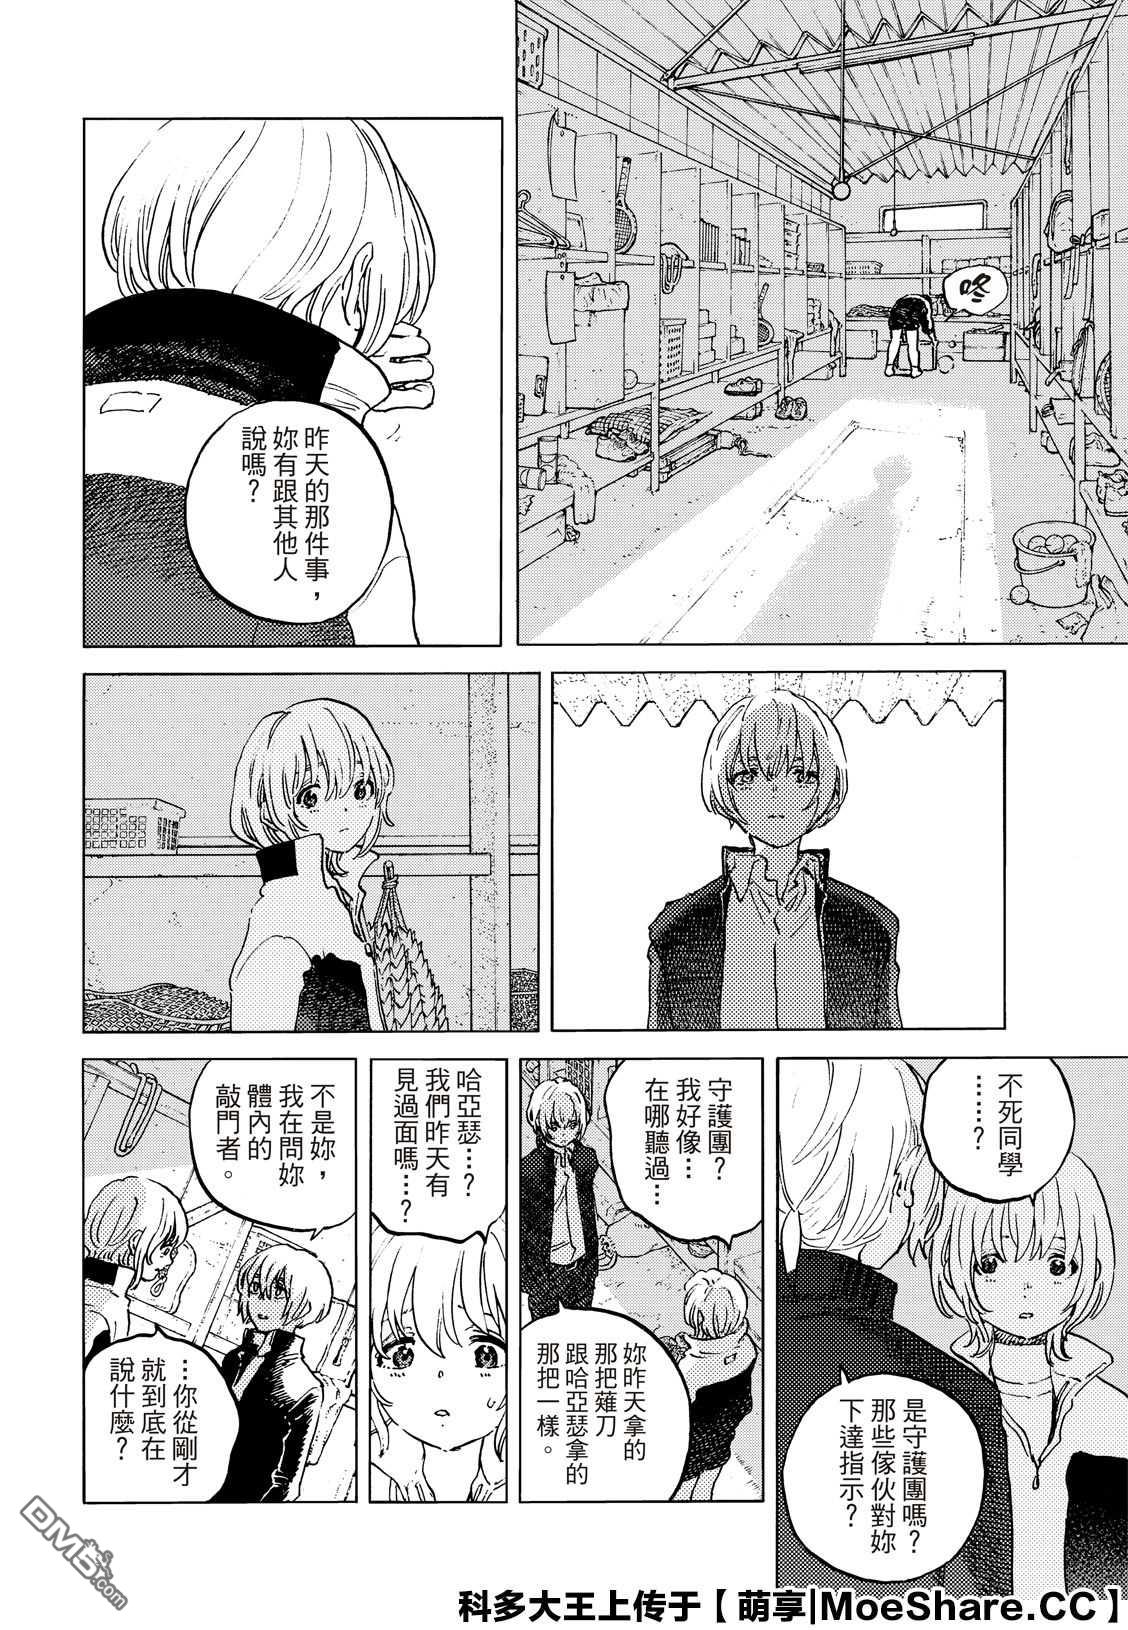 咚
昨天的那件事，
妳有跟其他人
說嗎？
不死同學
……？
是守護團嗎？
那些傢伙對妳
下達指示？
守護團？
我好像…
在哪聽過…
妳昨天拿的
那把薙刀
跟哈亞瑟拿的
那把一樣。
哈亞瑟…？
我們昨天有
見過面嗎…？
不是妳，
我在問妳
體內的
敲門者。
…你從剛才
就到底在
說什麼？
漫画
DM5
.com
科多大王上传于【萌享|MoeShare.CC】